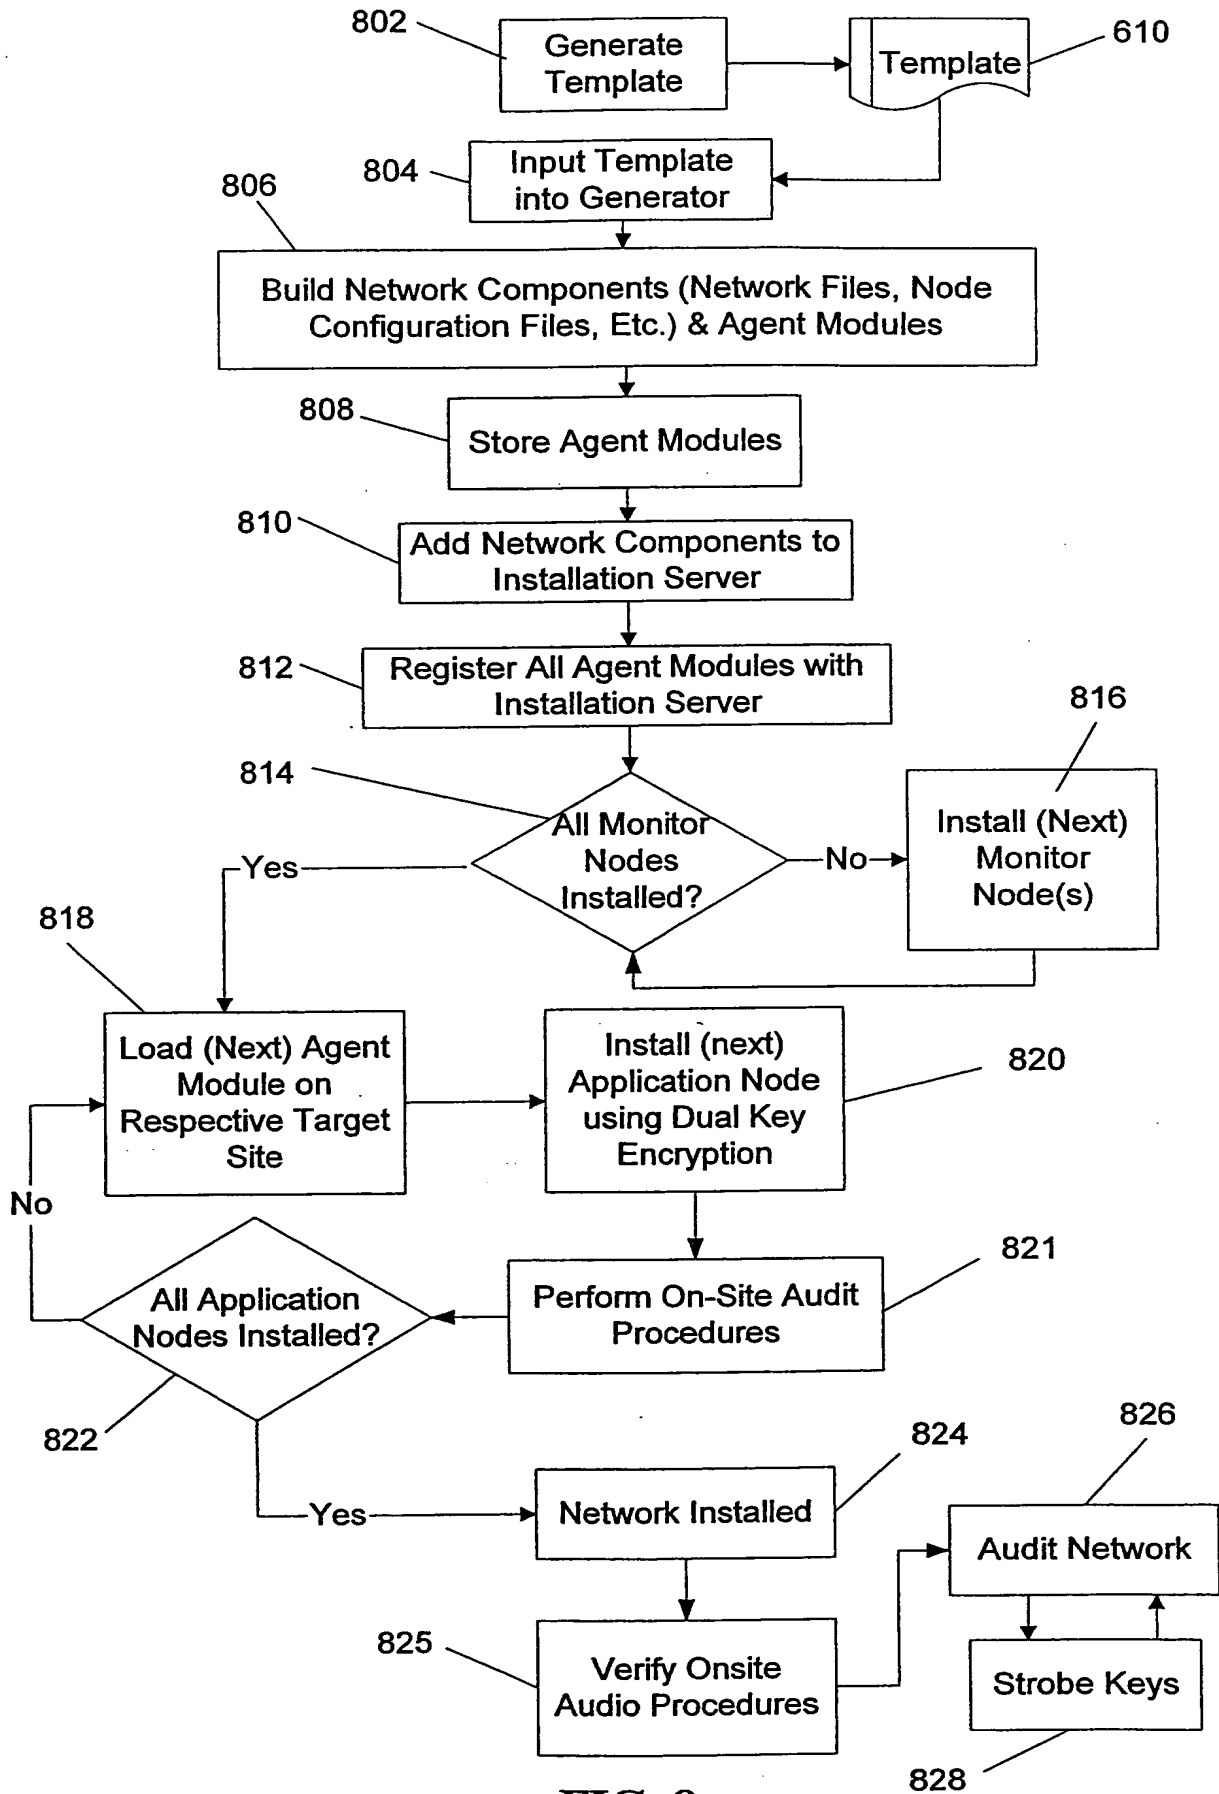 802
Generate
Template
Template
610
804
Input Template
into Generator
806
Build Network Components (Network Files, Node
Configuration Files, Etc.) & Agent Modules
808
Store Agent Modules
810
Add Network Components to
Installation Server
812
Register All Agent Modules with
Installation Server
814
All Monitor
Nodes
Installed?
Yes
No
816
Install (Next)
Monitor
Node(s)
818
Load (Next) Agent
Module on
Respective Target
Site
Install (next)
Application Node
using Dual Key
Encryption
820
No
821
Perform On-Site Audit
Procedures
All Application
Nodes Installed?
822
Yes
824
Network Installed
826
Audit Network
825
Verify Onsite
Audio Procedures
Strobe Keys
828